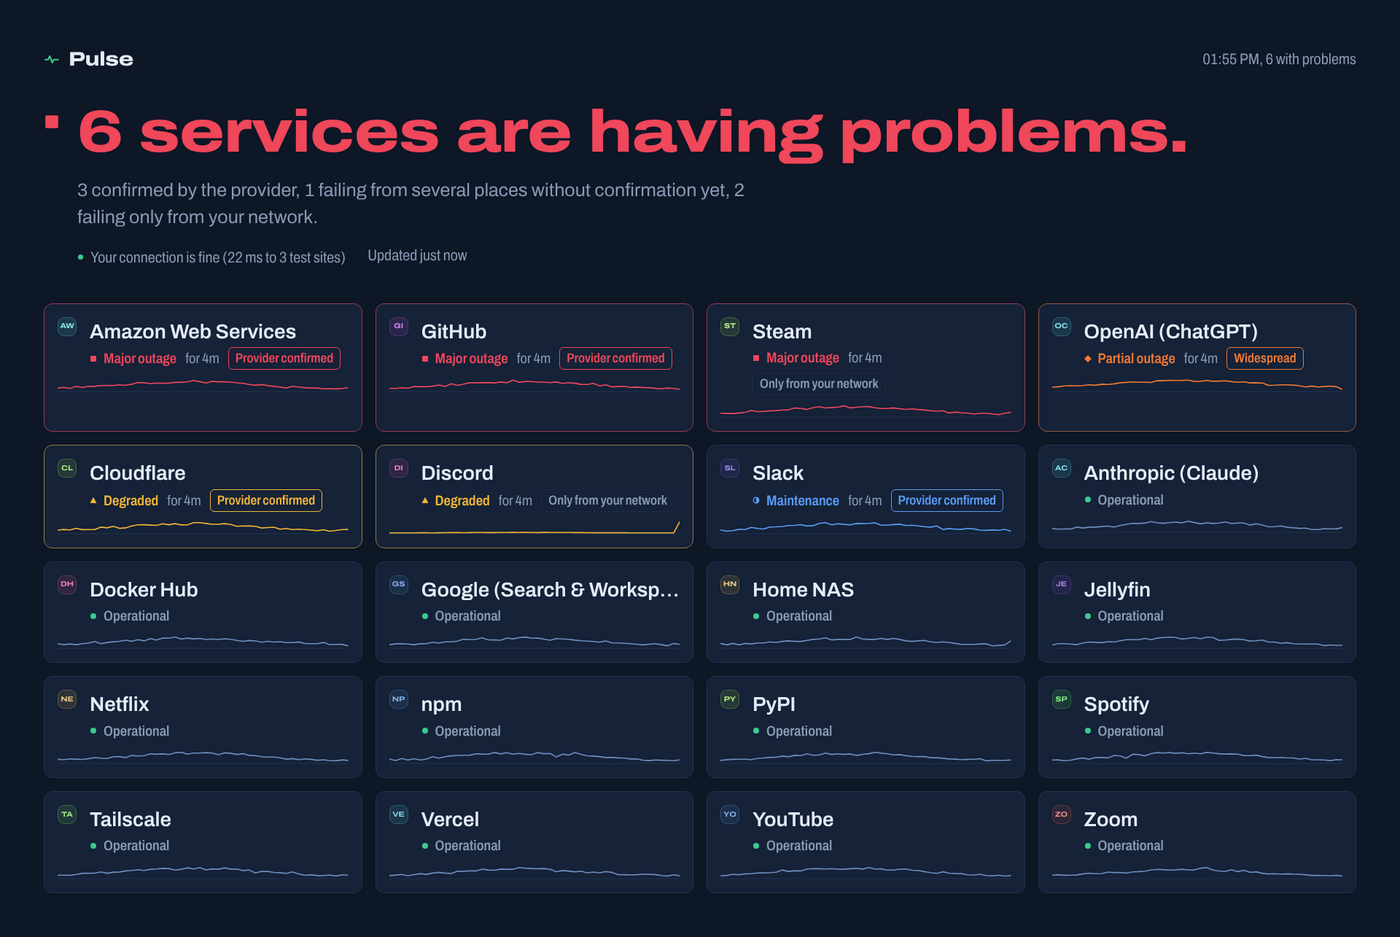 Pulse
01:55 PM, 6 with problems
6 services are having problems.
3 confirmed by the provider, 1 failing from several places without confirmation yet, 2
failing only from your network.
Your connection is fine (22 ms to 3 test sites) Updated just now
AW Amazon Web Services
Major outage for 4m Provider confirmed
GI GitHub
Major outage for 4m Provider confirmed
ST Steam
Major outage for 4m
Only from your network
OC OpenAI (ChatGPT)
Partial outage for 4m Widespread
CL Cloudflare
Degraded for 4m Provider confirmed
DI Discord
Degraded for 4m Only from your network
SL Slack
Maintenance for 4m Provider confirmed
AC Anthropic (Claude)
Operational
DH Docker Hub
Operational
GS Google (Search & Worksp...
Operational
HN Home NAS
Operational
JE Jellyfin
Operational
NE Netflix
Operational
NP npm
Operational
PY PyPI
Operational
SP Spotify
Operational
TA Tailscale
Operational
VE Vercel
Operational
YO YouTube
Operational
ZO Zoom
Operational